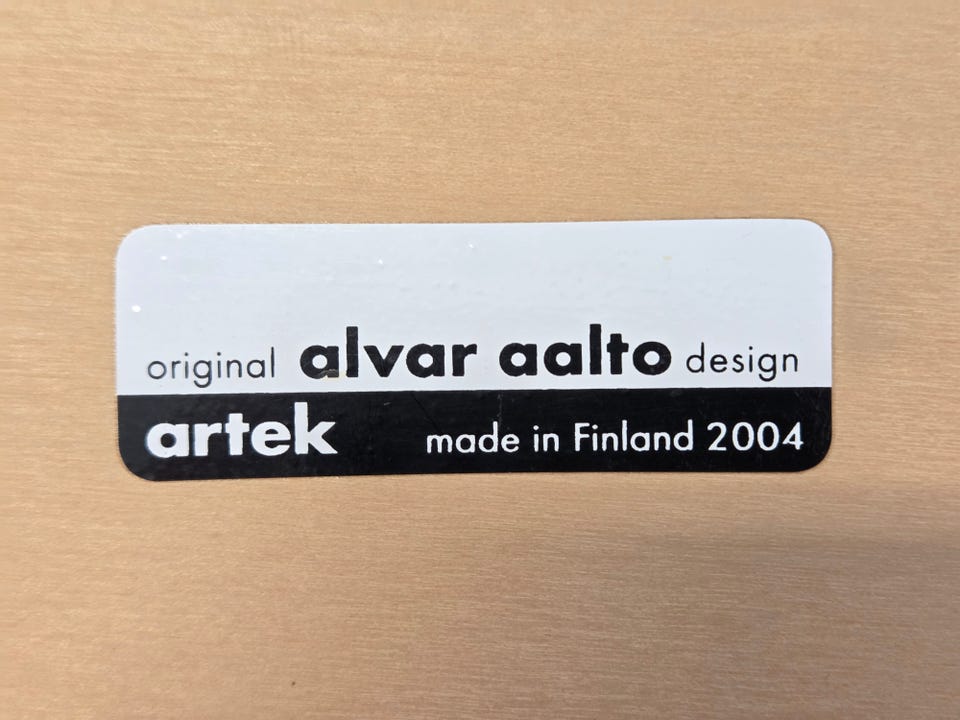 original alvar aalto design
artek made in Finland 2004